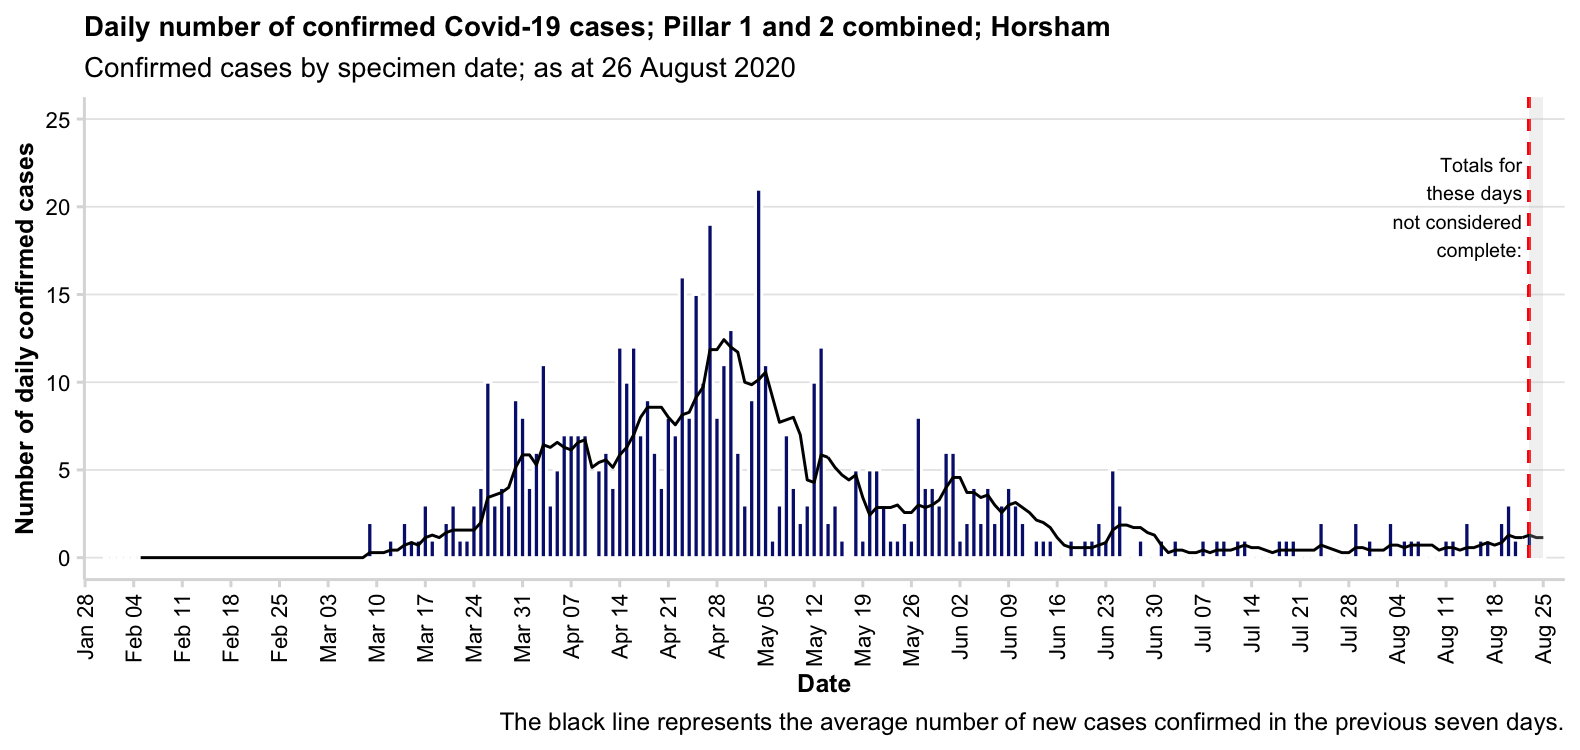 Daily number of confirmed Covid-19 cases; Pillar 1 and 2 combined; Horsham
Confirmed cases by specimen date; as at 26 August 2020
Number of daily confirmed cases
25
20
15
10
5
0
Totals for
these days
not considered
complete:
Jan 28
Feb 04
Feb 11
Feb 18
Feb 25
Mar 03
Mar 10
Mar 17
Mar 24
Mar 31
Apr 07
Apr 14
Apr 21
Apr 28
May 05
May 12
May 19
May 26
Jun 02
Jun 09
Jun 16
Jun 23
Jun 30
Jul 07
Jul 14
Jul 21
Jul 28
Aug 04
Aug 11
Aug 18
Aug 25
Date
The black line represents the average number of new cases confirmed in the previous seven days.